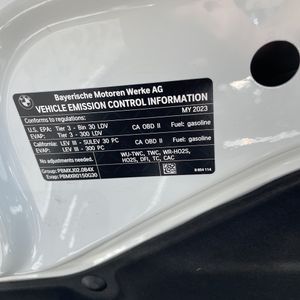 BMW
Bayerische Motoren Werke AG
VEHICLE EMISSION CONTROL INFORMATION
Conforms to regulations: MY 2023
U.S. EPA: Tier 3 - Bin 30 LDV CA OBD II Fuel: gasoline
EVAP: Tier 3 - 300 LDV
California: LEV III - SULEV 30 PC CA OBD II Fuel: gasoline
EVAP: LEV III - 300 PC
No adjustments needed. WU-TWC, TWC, WR-HO2S,
HO2S, DFI, TC, CAC
Group: PBMXJ02.0B4X
Evap: PBMXR0150G30